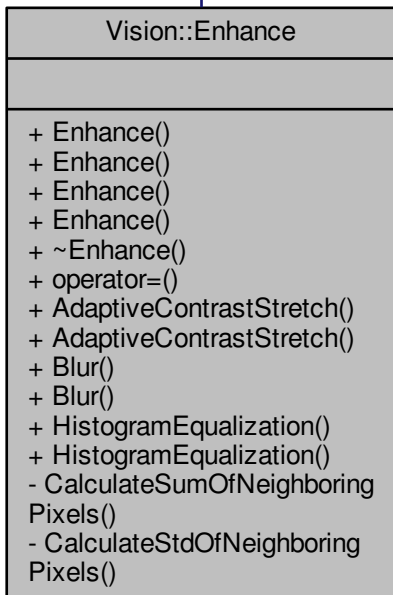 Vision::Enhance
+ Enhance()
+ Enhance()
+ Enhance()
+ Enhance()
+ ~Enhance()
+ operator=()
+ AdaptiveContrastStretch()
+ AdaptiveContrastStretch()
+ Blur()
+ Blur()
+ HistogramEqualization()
+ HistogramEqualization()
- CalculateSumOfNeighboring
Pixels()
- CalculateStdOfNeighboring
Pixels()